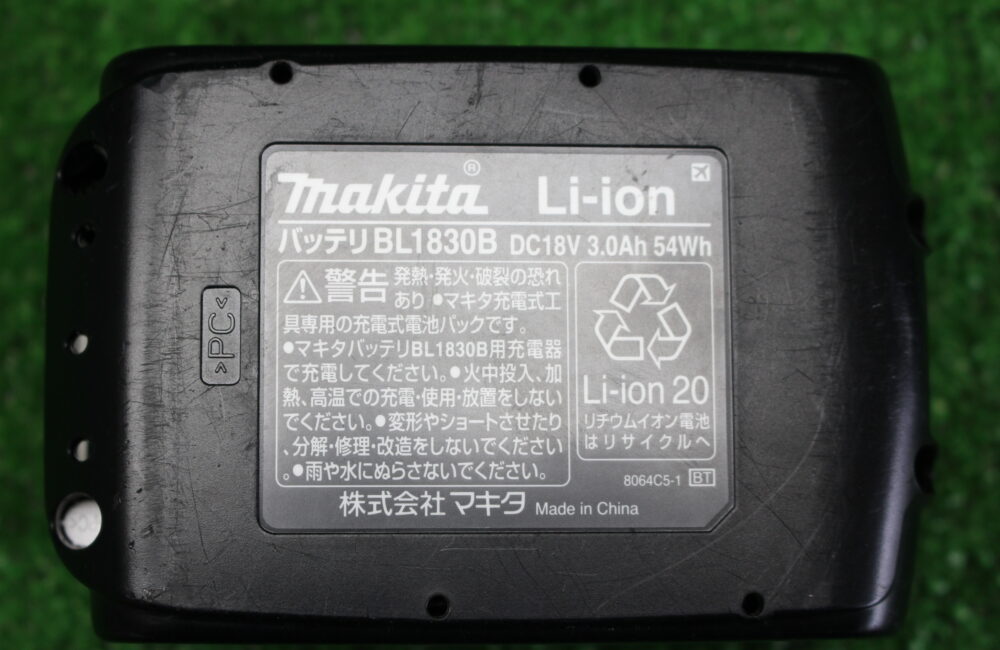 makita® Li-ion
バッテリ BL1830B DC18V 3.0Ah 54Wh
警告 発熱・発火・破裂の恐れ
あり ●マキタ充電式工
具専用の充電式電池パックです。
●マキタバッテリBL1830B用充電器
で充電してください。●火中投入、加
熱、高温での充電・使用・放置をしない
でください。●変形やショートさせたり
、分解・修理・改造をしないでください
。●雨や水にぬらさないでください。
Li-ion 20
リチウムイオン電池
はリサイクルへ
8064C5-1 BT
株式会社 マキタ Made in China
>PC<